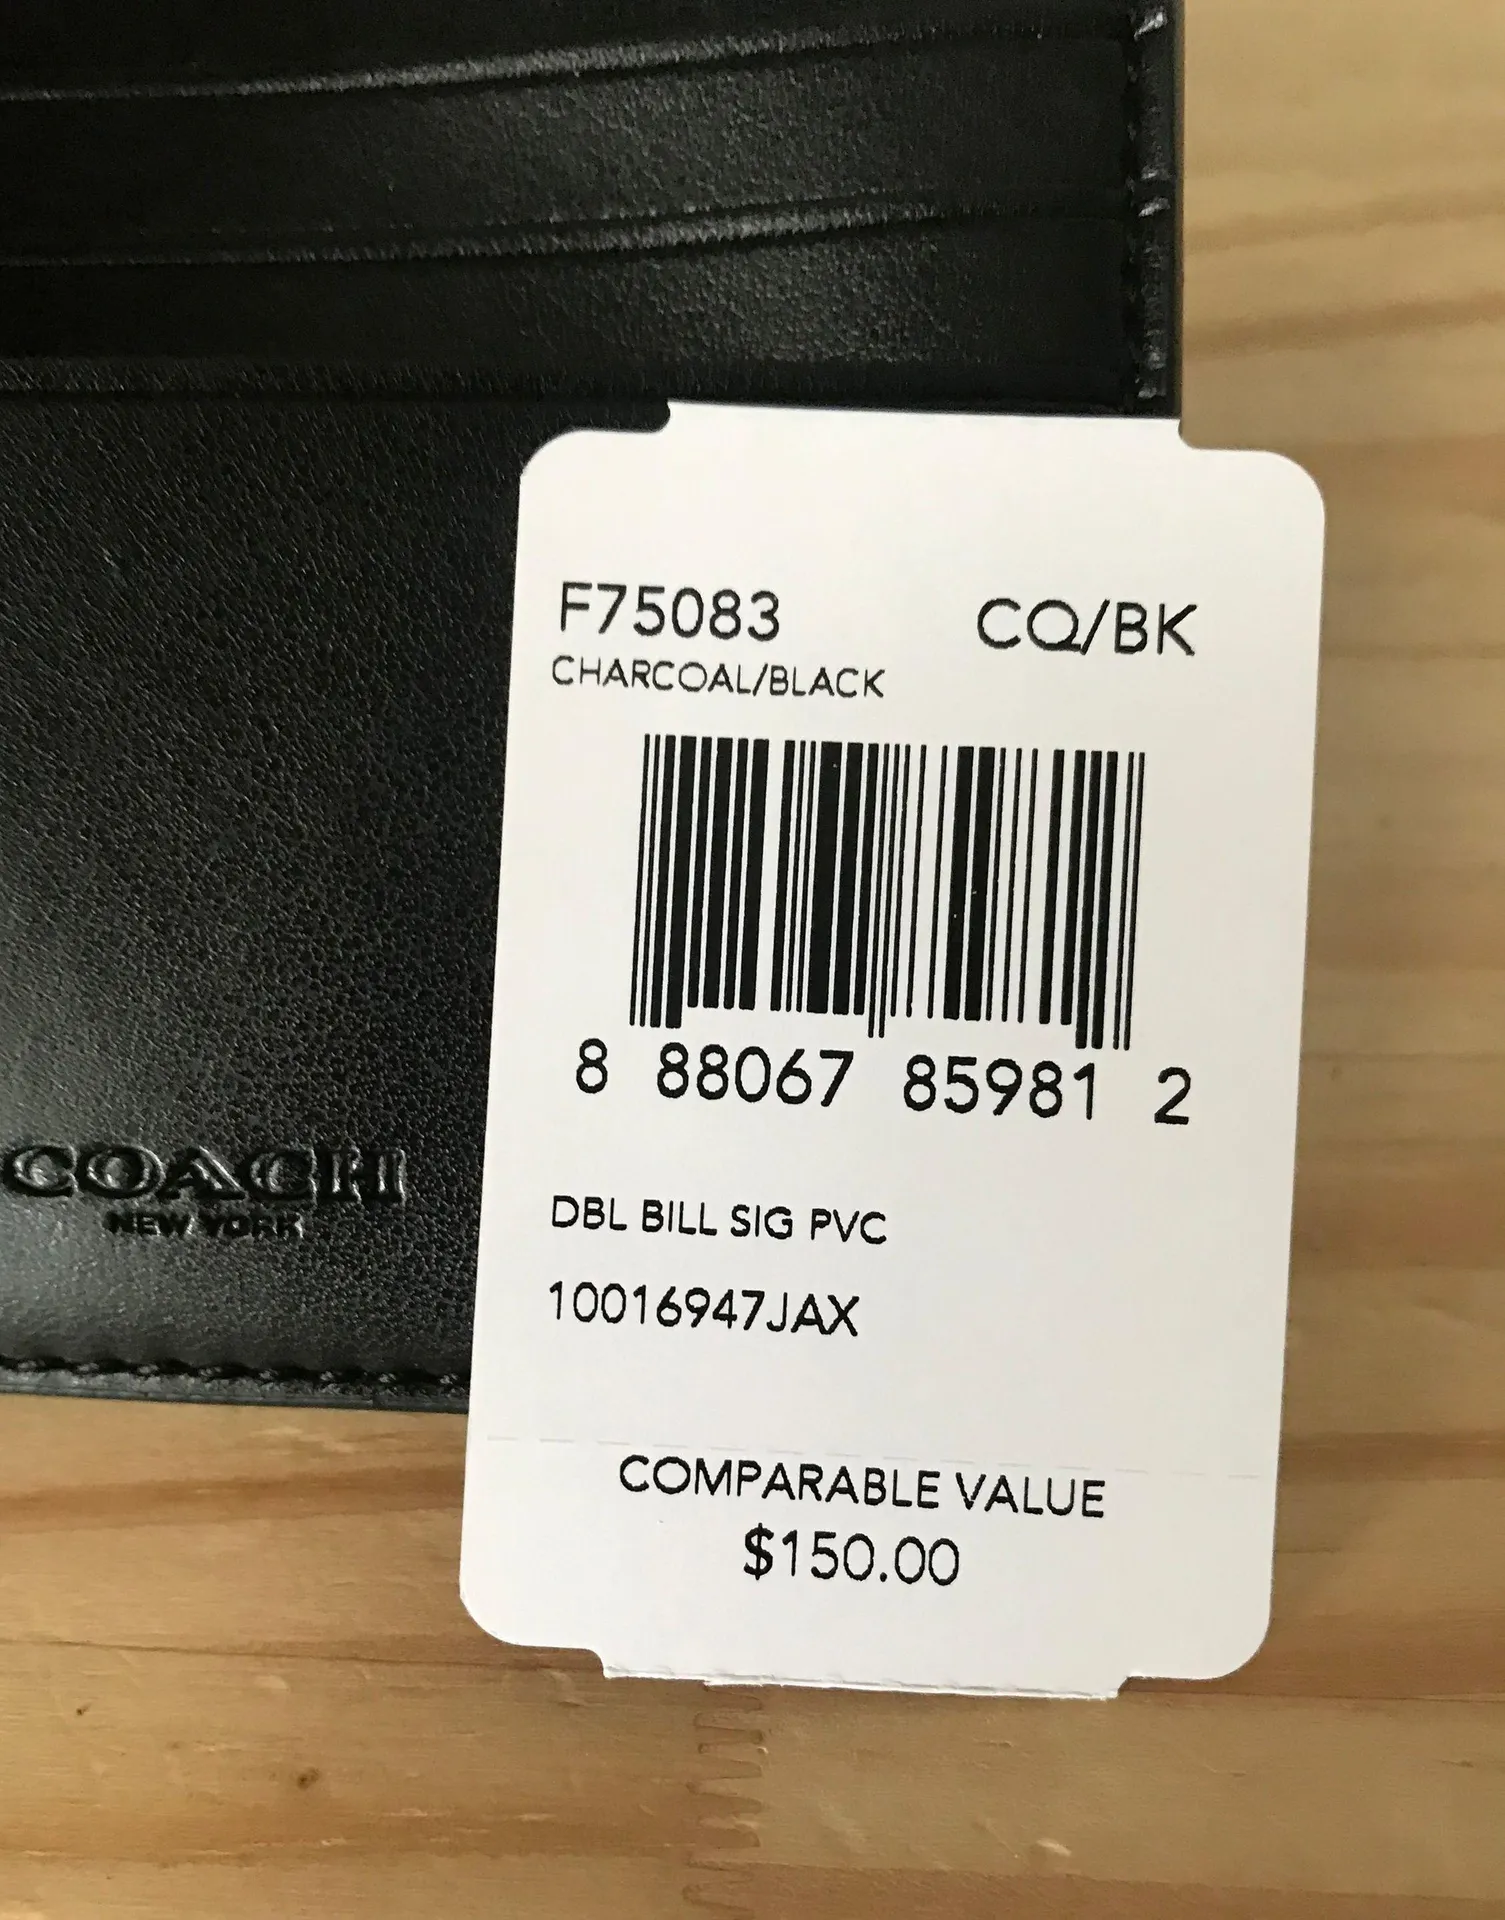 F75083 CQ/BK
CHARCOAL/BLACK
8 88067 85981 2
COACH
NEW YORK
DBL BILL SIG PVC
10016947JAX
COMPARABLE VALUE
$150.00